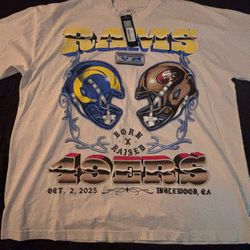 RAMS
VS
BORN
X
RAISED
49ERS
OCT. 2, 2025
INGLEWOOD, CA